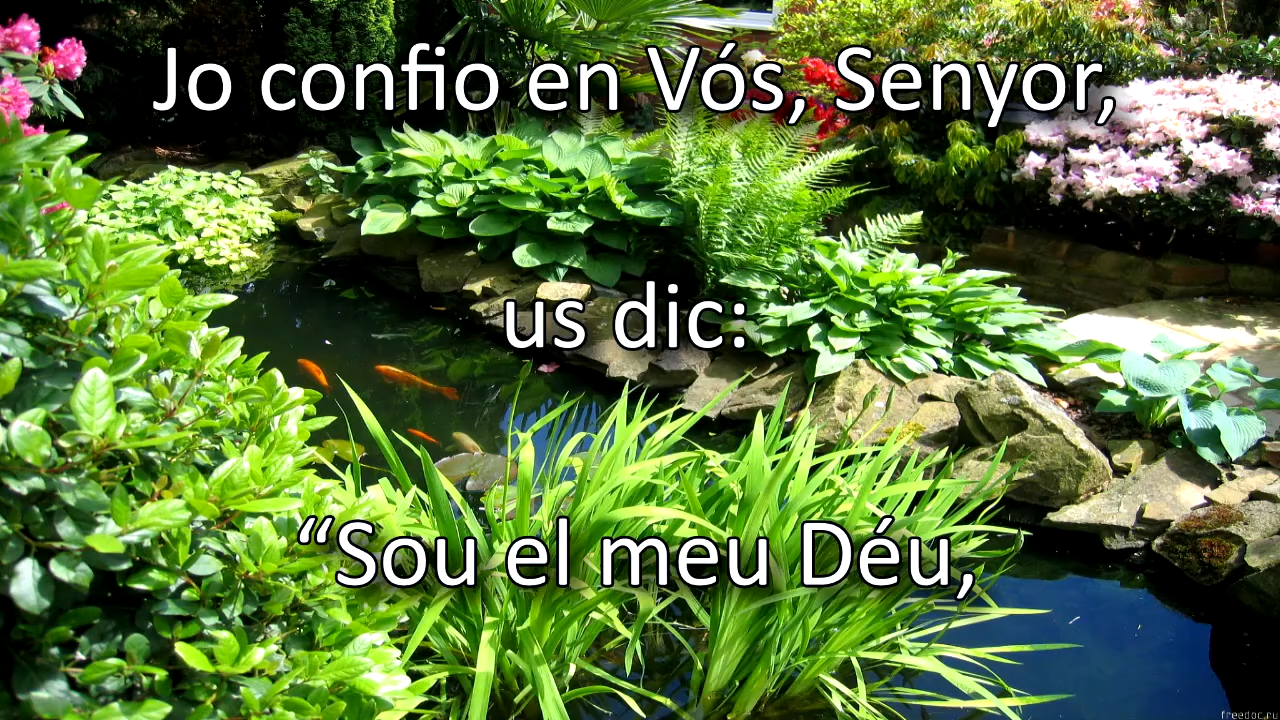 Jo confio en Vós, Senyor,
us dic:
“Sou el meu Déu,
freedoc.ru